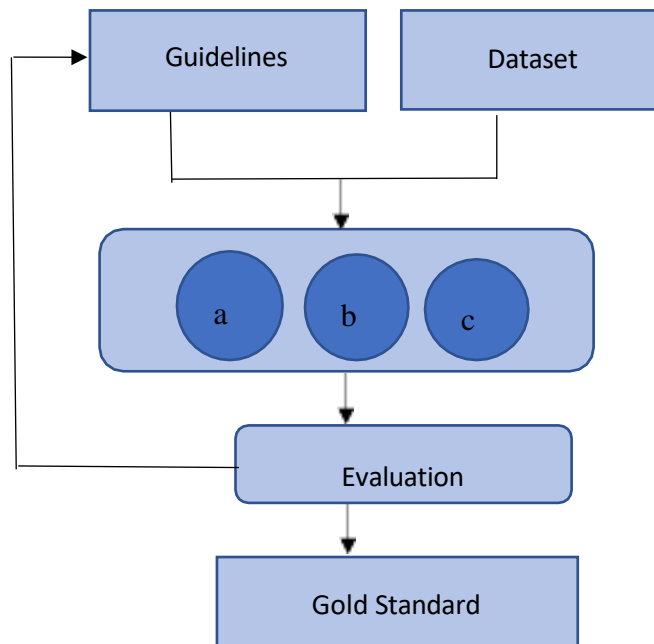 Guidelines
Dataset
a
b
c
Evaluation
Gold Standard